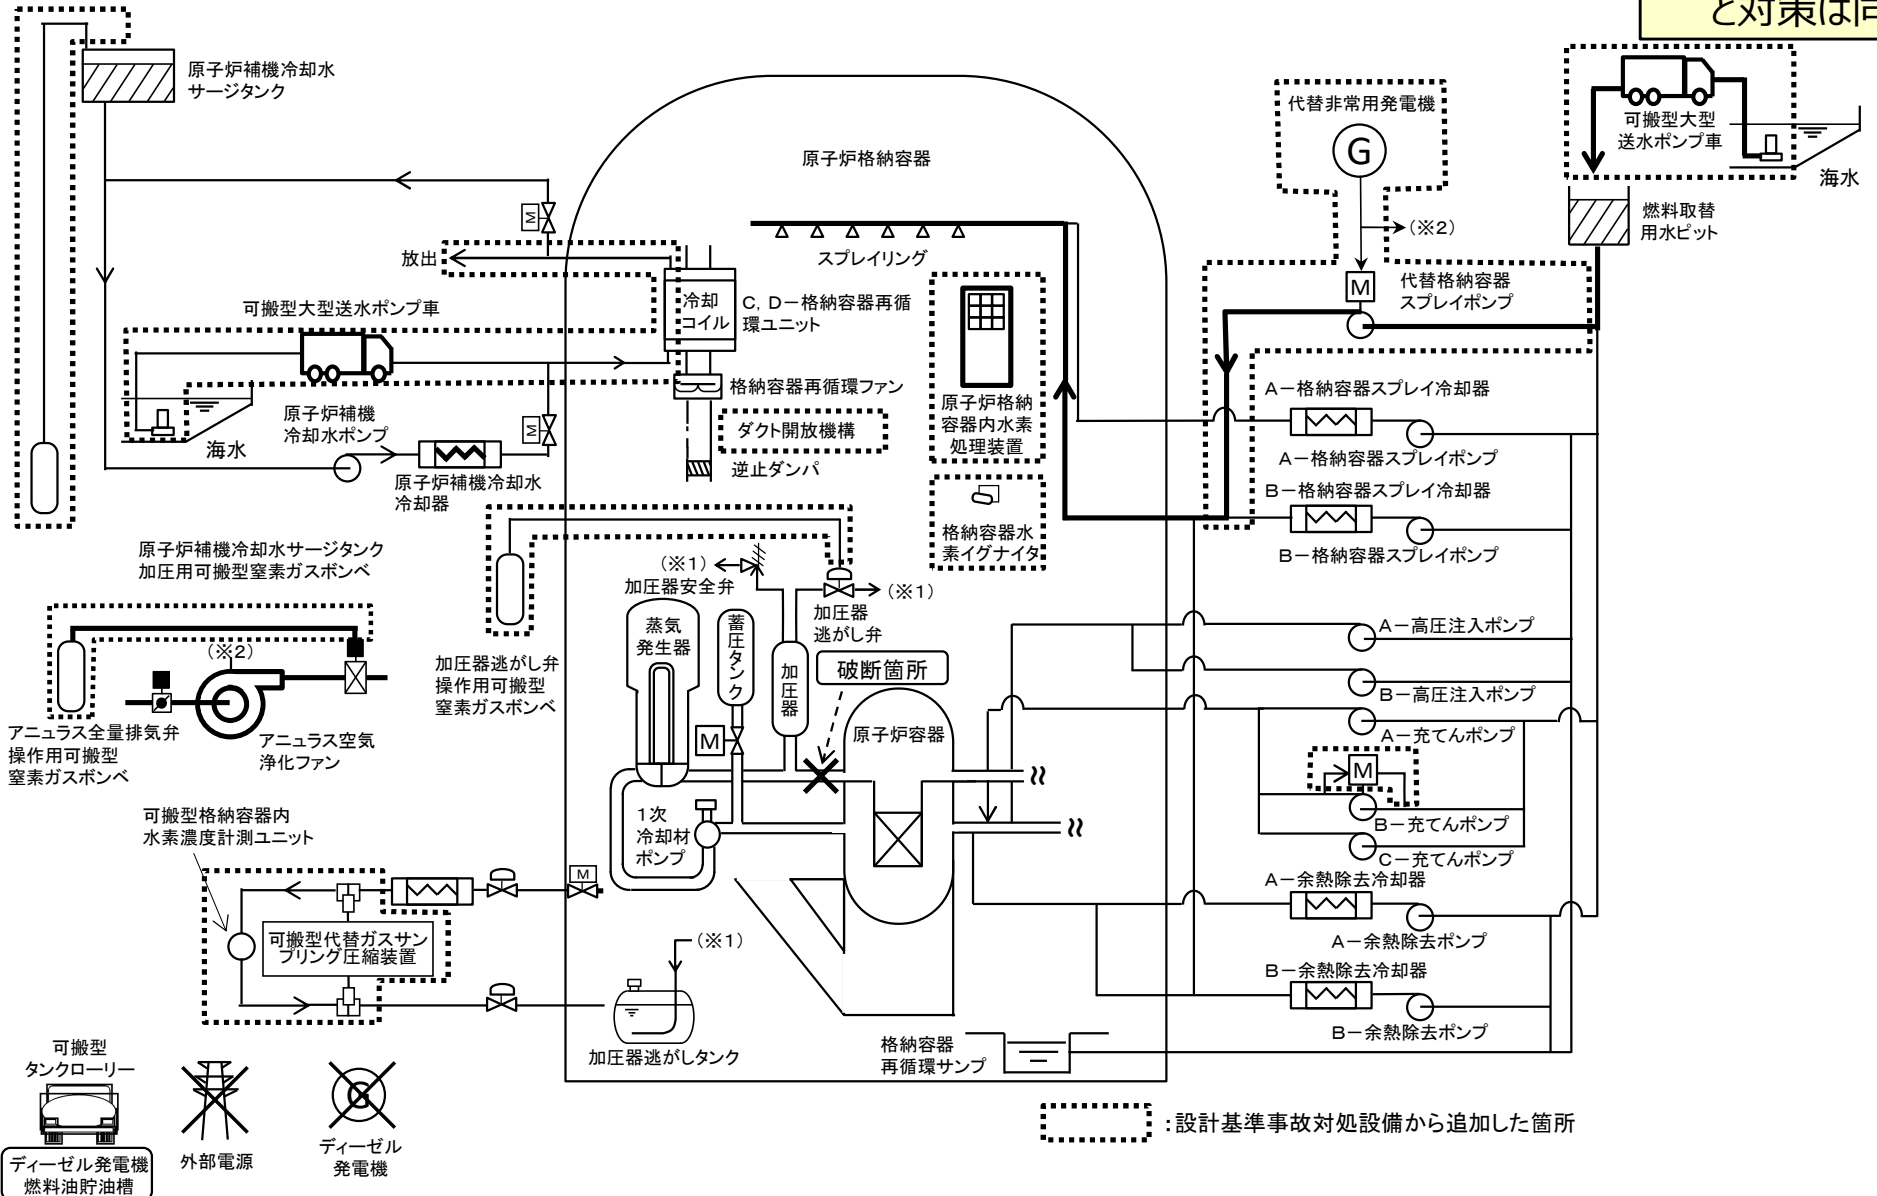 と対策は同
原子炉補機冷却水
サージタンク
原子炉格納容器
代替非常用発電機
G
可搬型大型
送水ポンプ車
海水
燃料取替
用水ピット
(※2)
M
放出
スプレイリング
M
代替格納容器
スプレイポンプ
可搬型大型送水ポンプ車
冷却
コイル
C, D-格納容器再循
環ユニット
格納容器再循環ファン
ダクト開放機構
逆止ダンパ
原子炉格納
容器内水素
処理装置
A-格納容器スプレイ冷却器
A-格納容器スプレイポンプ
原子炉補機
冷却水ポンプ
M
海水
原子炉補機冷却水
冷却器
B-格納容器スプレイ冷却器
B-格納容器スプレイポンプ
格納容器水
素イグナイタ
原子炉補機冷却水サージタンク
加圧用可搬型窒素ガスボンベ
(※1)
加圧器安全弁
(※1)
加圧器
逃がし弁
蒸気
発生器
蓄圧タンク
加圧器
破断箇所
原子炉容器
M
加圧器逃がし弁
操作用可搬型
窒素ガスボンベ
(※2)
アニュラス全量排気弁
操作用可搬型
窒素ガスボンベ
アニュラス空気
浄化ファン
A-高圧注入ポンプ
B-高圧注入ポンプ
A-充てんポンプ
M
B-充てんポンプ
C-充てんポンプ
1次
冷却材
ポンプ
可搬型格納容器内
水素濃度計測ユニット
M
可搬型代替ガスサン
プリング圧縮装置
A-余熱除去冷却器
A-余熱除去ポンプ
B-余熱除去冷却器
B-余熱除去ポンプ
(※1)
加圧器逃がしタンク
格納容器
再循環サンプ
可搬型
タンクローリー
ディーゼル発電機
燃料油貯油槽
外部電源
G
ディーゼル
発電機
:設計基準事故対処設備から追加した箇所